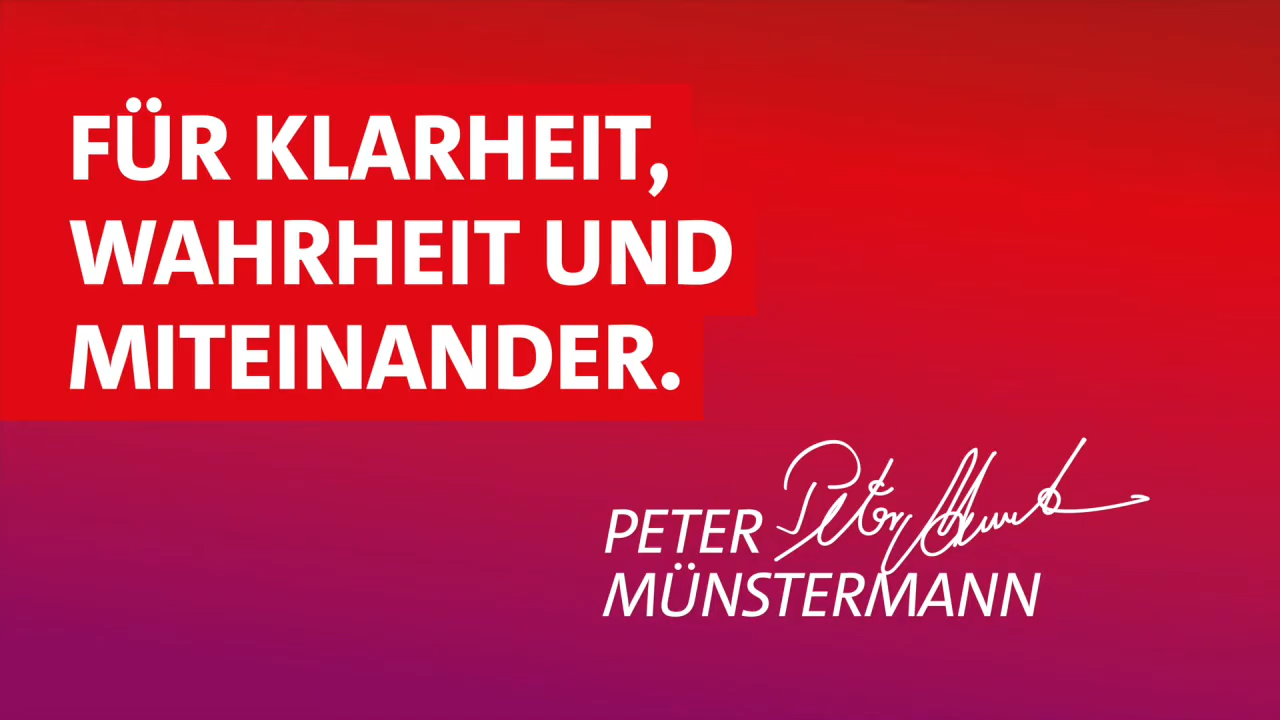 FÜR KLARHEIT,
WAHRHEIT UND
MITEINANDER.
PETER
MÜNSTERMANN